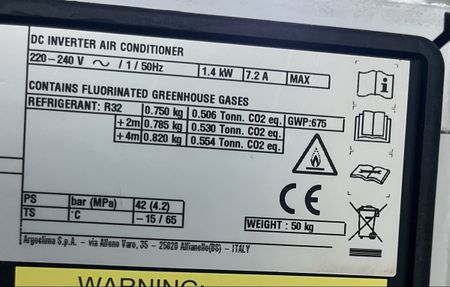 DC INVERTER AIR CONDITIONER
220-240 V ~ / 1 / 50Hz 1.4 kW 7.2 A MAX
CONTAINS FLUORINATED GREENHOUSE GASES
REFRIGERANT: R32 0.750 kg 0.506 Tonn. CO2 eq. GWP:675
+2m 0.785 kg 0.530 Tonn. CO2 eq.
+4m 0.820 kg 0.554 Tonn. CO2 eq.
PS bar (MPa) 42 (4.2)
TS °C -15 / 65
CE
WEIGHT : 50 kg
Argoclima S.p.A. - via Alfeno Varo, 35 - 25020 Alfianello(BS) - ITALY
WARNING: